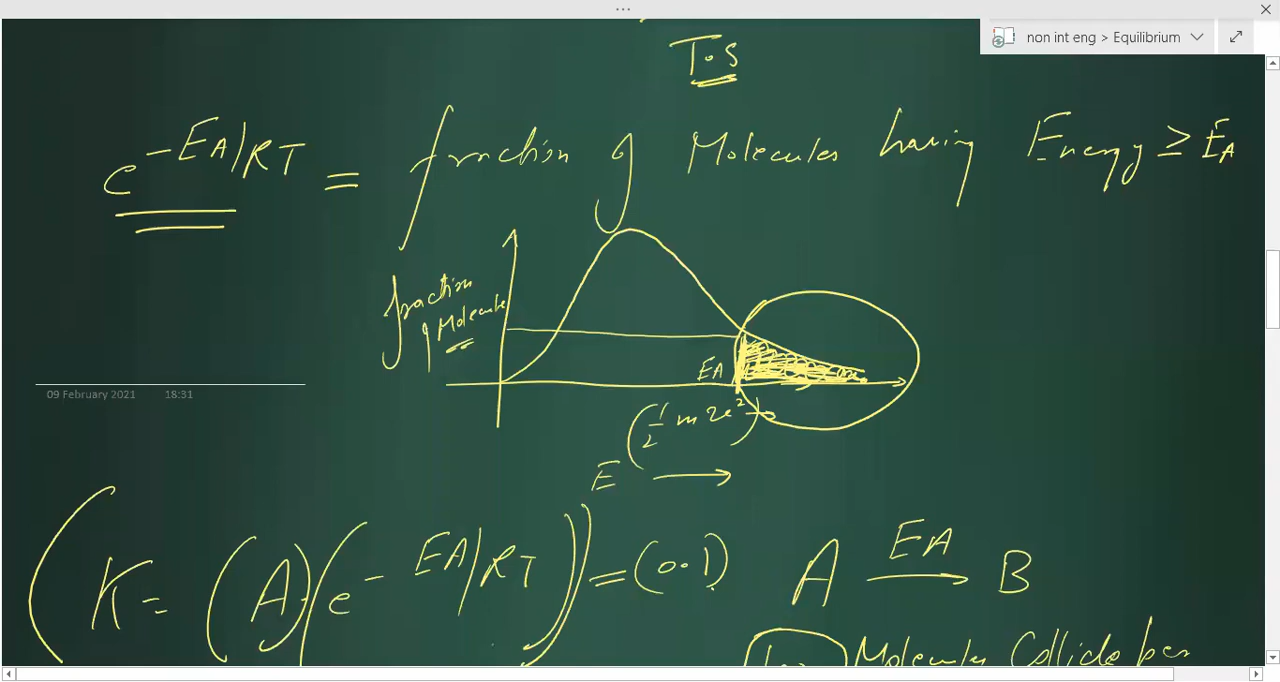 non int eng > Equilibrium
T.S
e^-EA/RT = fraction of Molecules having Energy ≥ EA
fraction
of Molecules
EA
(1/2 m u²)
E →
09 February 2021 18:31
(K = (A)(e^-EA/RT)) = (0.1)
A →EA B
Molecules Collide per